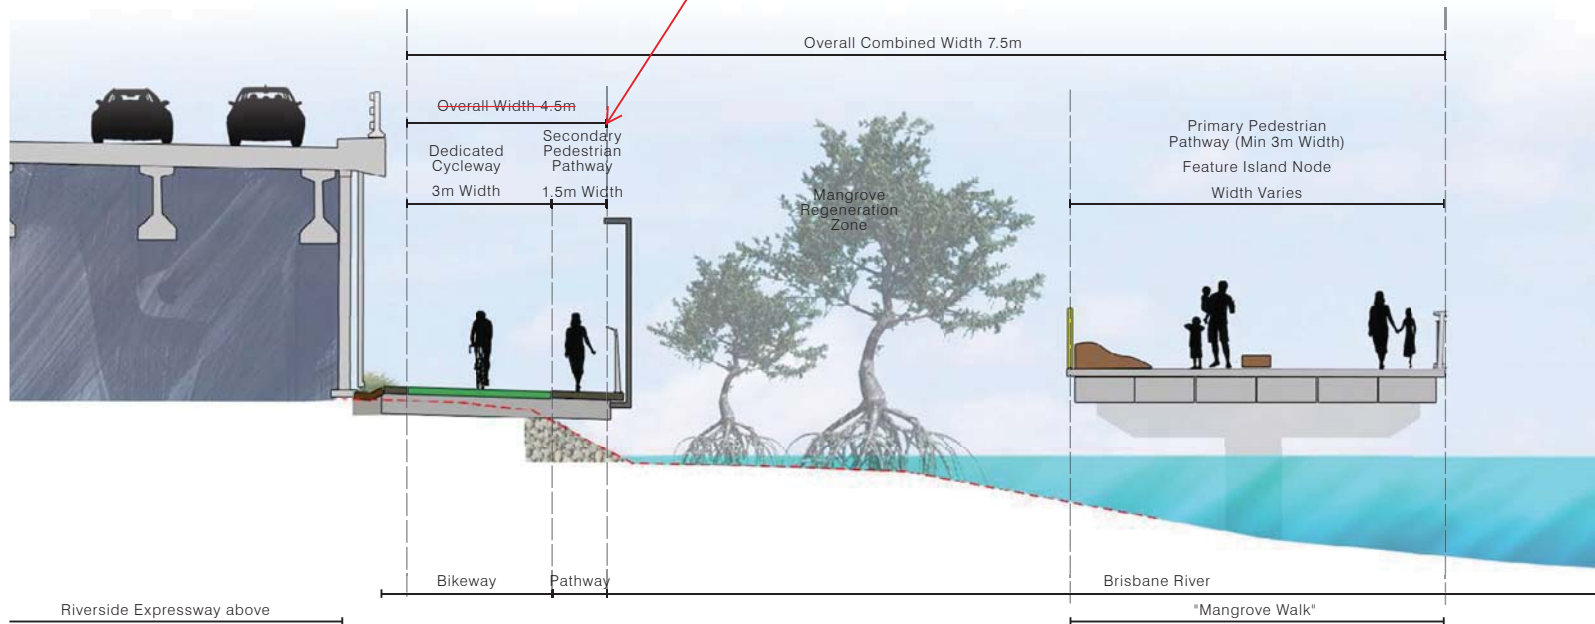 Overall Combined Width 7.5m
Overall Width 4.5m
Dedicated
Cycleway
3m Width
Secondary
Pedestrian
Pathway
1.5m Width
Mangrove
Regeneration
Zone
Primary Pedestrian
Pathway (Min 3m Width)
Feature Island Node
Width Varies
Bikeway
Pathway
Brisbane River
Riverside Expressway above
"Mangrove Walk"